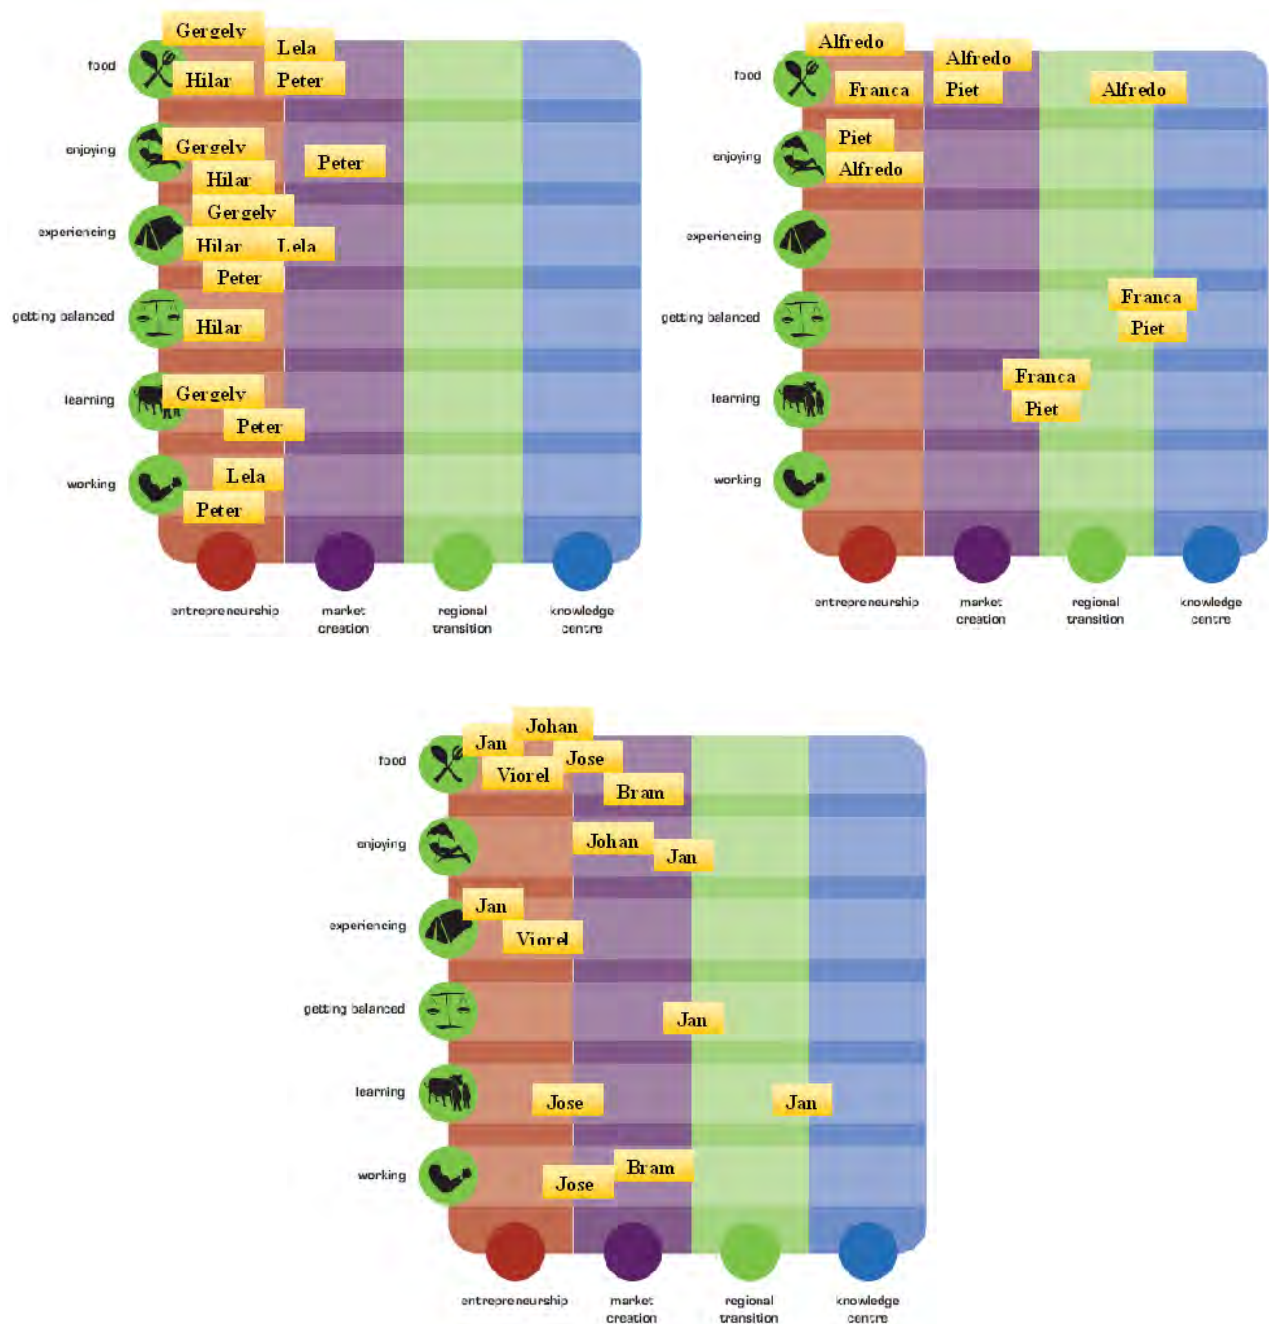 Gergely
Lela
food
Hilar
Peter
enjoying
Gergely
Peter
Hilar
Gergely
experiencing
Hilar
Lela
Peter
getting balanced
Hilar
learning
Gergely
Peter
working
Lela
Peter
entrepreneurship
market
creation
regional
transition
knowledge
centre
Alfredo
Alfredo
food
Franca
Piet
Alfredo
Piet
enjoying
Alfredo
experiencing
Franca
getting balanced
Piet
Franca
learning
Piet
working
entrepreneurship
market
creation
regional
transition
knowledge
centre
Johan
Jan
food
Jose
Viorel
Bram
enjoying
Johan
Jan
Jan
experiencing
Viorel
getting balanced
Jan
learning
Jose
Jan
working
Bram
Jose
entrepreneurship
market
creation
regional
transition
knowledge
centre